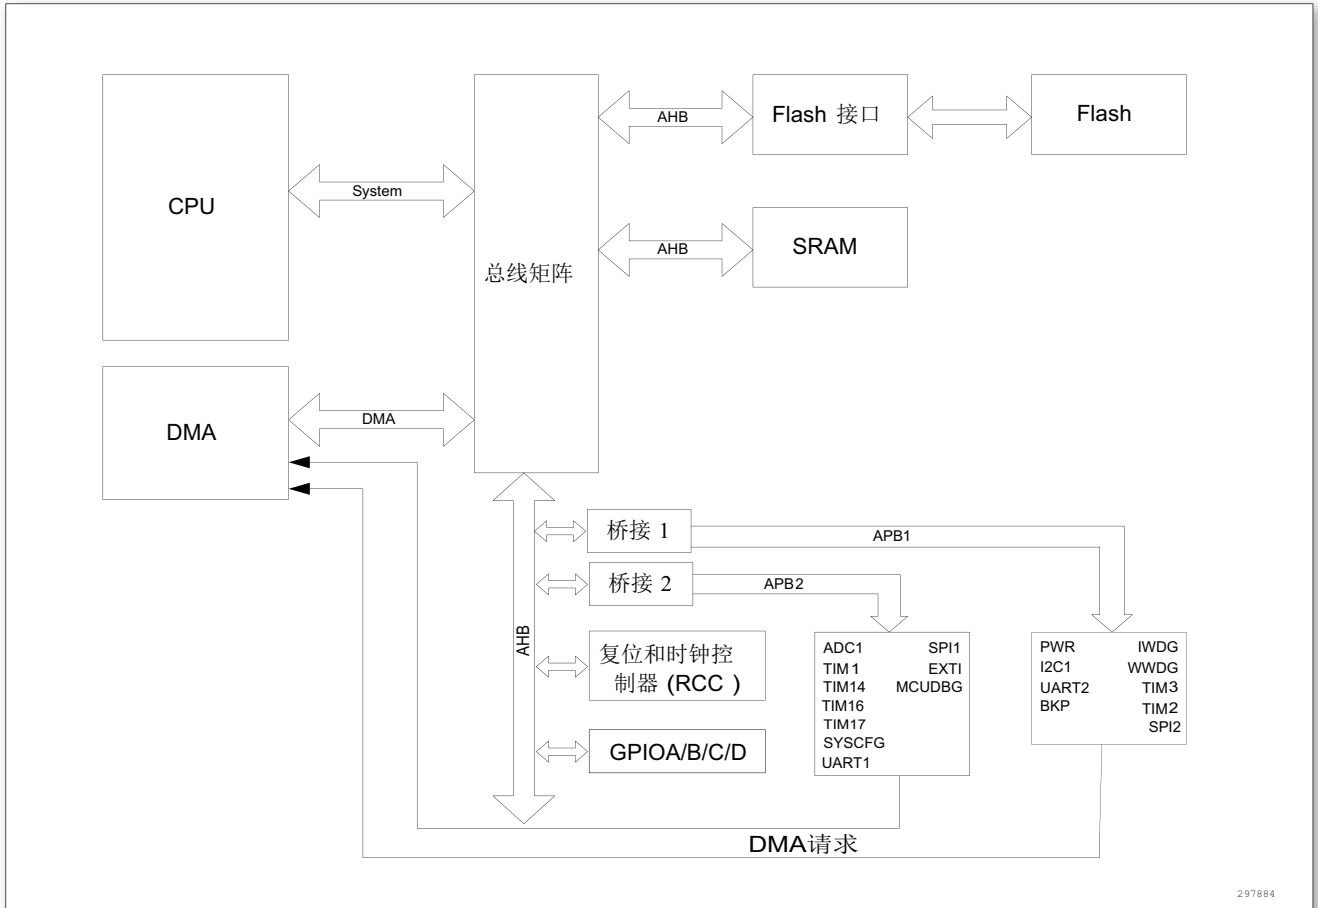 AHB
Flash 接口
Flash
CPU
System
AHB
SRAM
总线矩阵
DMA
DMA
桥接 1
APB1
桥接 2
APB2
AHB
复位和时钟控
制器 (RCC )
GPIOA/B/C/D
ADC1 SPI1
TIM1 EXTI
TIM14 MCUDBG
TIM16
TIM17
SYSCFG
UART1
PWR IWDG
I2C1 WWDG
UART2 TIM3
BKP TIM2
SPI2
DMA请求
297884